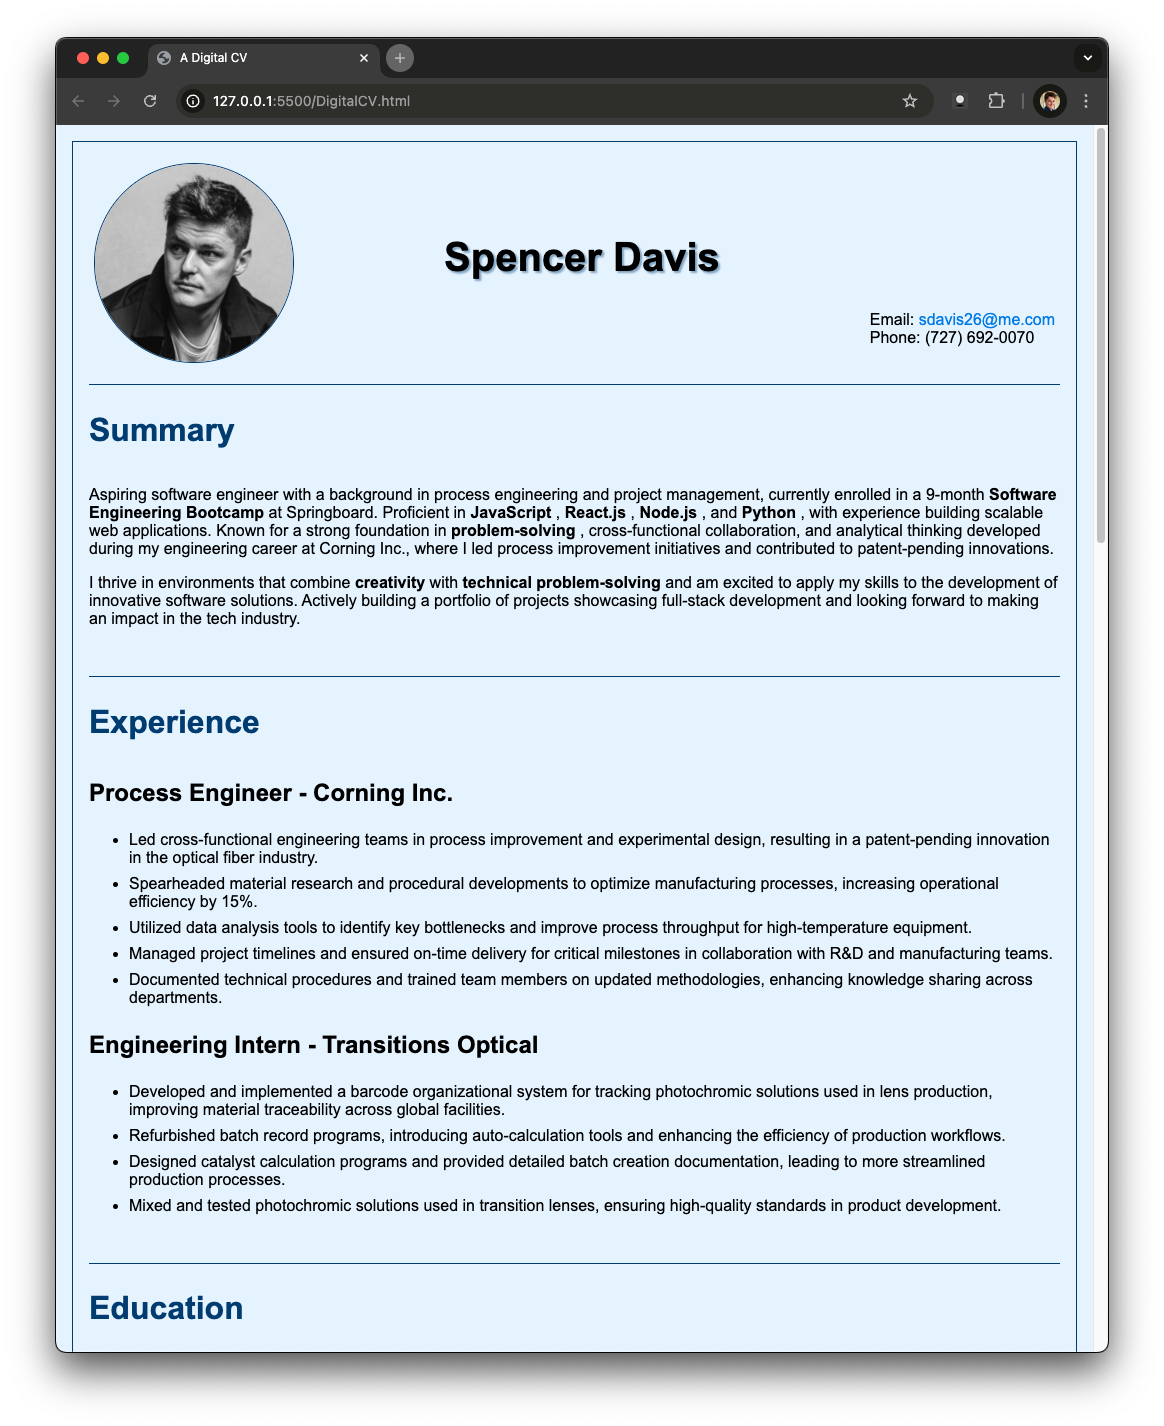 A Digital CV
127.0.0.1:5500/DigitalCV.html
Spencer Davis
Email: sdavis26@me.com
Phone: (727) 692-0070
Summary
Aspiring software engineer with a background in process engineering and project management, currently enrolled in a 9-month Software
Engineering Bootcamp at Springboard. Proficient in JavaScript , React.js , Node.js , and Python , with experience building scalable
web applications. Known for a strong foundation in problem-solving , cross-functional collaboration, and analytical thinking developed
during my engineering career at Corning Inc., where I led process improvement initiatives and contributed to patent-pending innovations.
I thrive in environments that combine creativity with technical problem-solving and am excited to apply my skills to the development of
innovative software solutions. Actively building a portfolio of projects showcasing full-stack development and looking forward to making
an impact in the tech industry.
Experience
Process Engineer - Corning Inc.
• Led cross-functional engineering teams in process improvement and experimental design, resulting in a patent-pending innovation
in the optical fiber industry.
• Spearheaded material research and procedural developments to optimize manufacturing processes, increasing operational
efficiency by 15%.
• Utilized data analysis tools to identify key bottlenecks and improve process throughput for high-temperature equipment.
• Managed project timelines and ensured on-time delivery for critical milestones in collaboration with R&D and manufacturing teams.
• Documented technical procedures and trained team members on updated methodologies, enhancing knowledge sharing across
departments.
Engineering Intern - Transitions Optical
• Developed and implemented a barcode organizational system for tracking photochromic solutions used in lens production,
improving material traceability across global facilities.
• Refurbished batch record programs, introducing auto-calculation tools and enhancing the efficiency of production workflows.
• Designed catalyst calculation programs and provided detailed batch creation documentation, leading to more streamlined
production processes.
• Mixed and tested photochromic solutions used in transition lenses, ensuring high-quality standards in product development.
Education